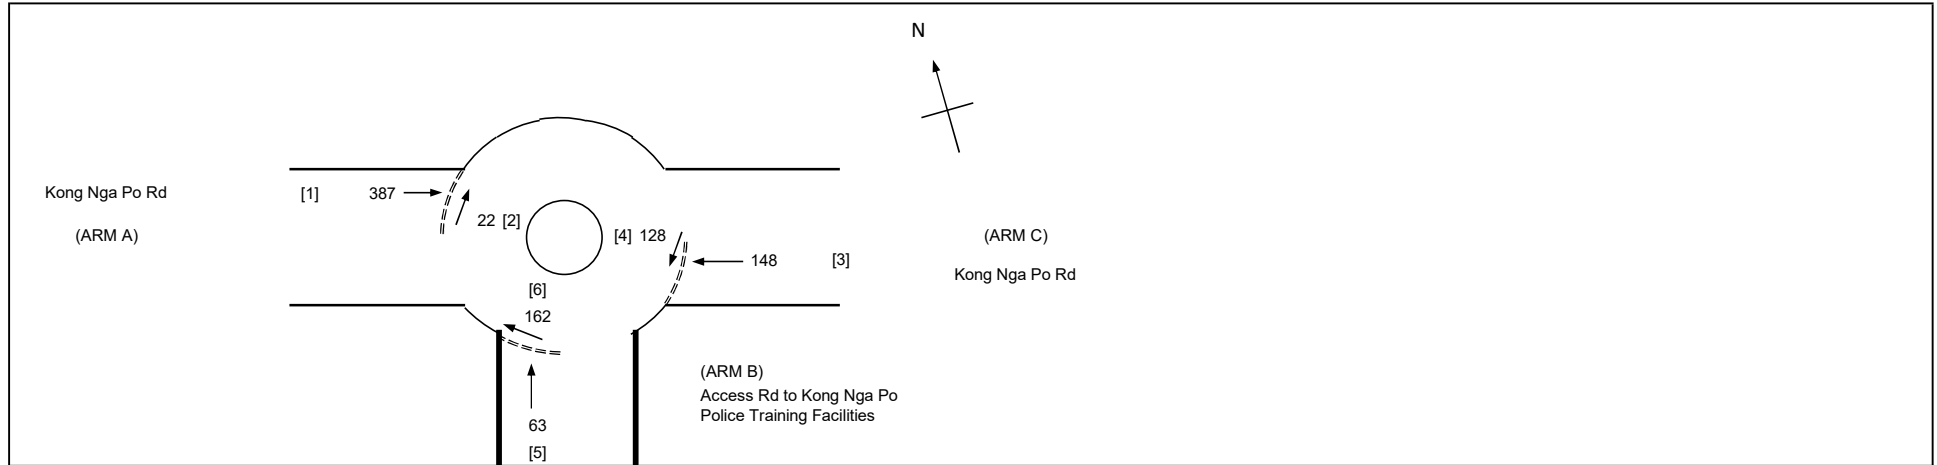 N
Kong Nga Po Rd
[1] 387
(ARM A)
22 [2]
[4] 128
148 [3]
(ARM C)
Kong Nga Po Rd
[6]
162
(ARM B)
Access Rd to Kong Nga Po
Police Training Facilities
63
[5]